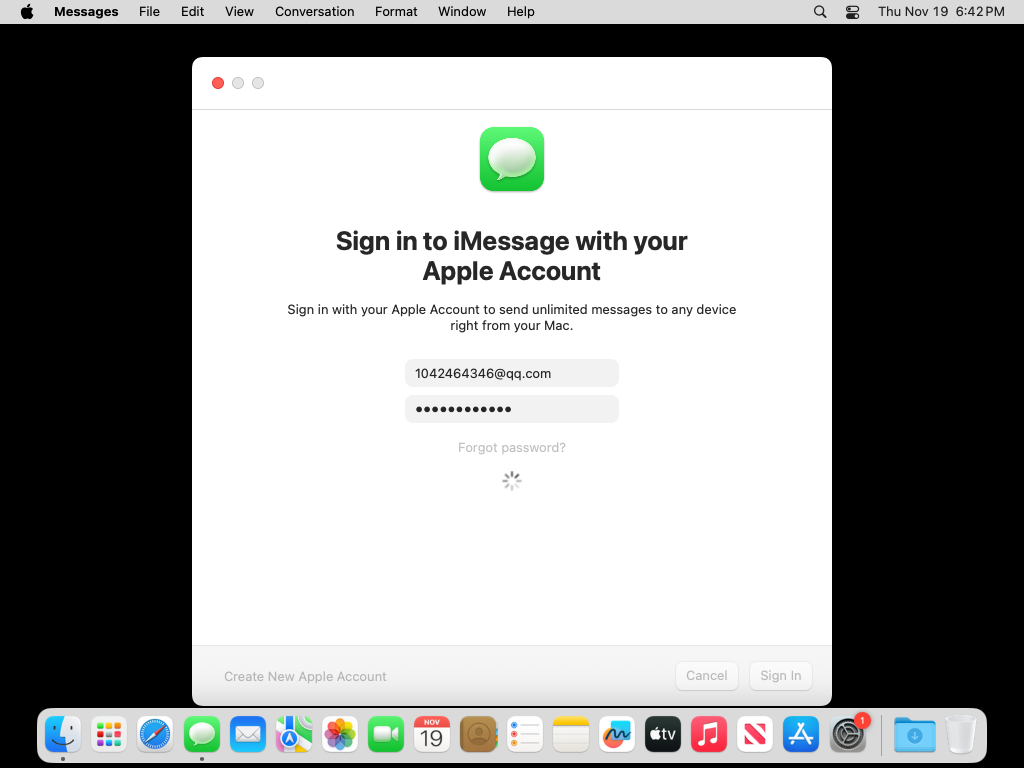 Messages File Edit View Conversation Format Window Help Thu Nov 19 6:42 PM
Sign in to iMessage with your
Apple Account
Sign in with your Apple Account to send unlimited messages to any device
right from your Mac.
1042464346@qq.com
●●●●●●●●●●●●
Forgot password?
Create New Apple Account Cancel Sign In
NOV
19
tv
1